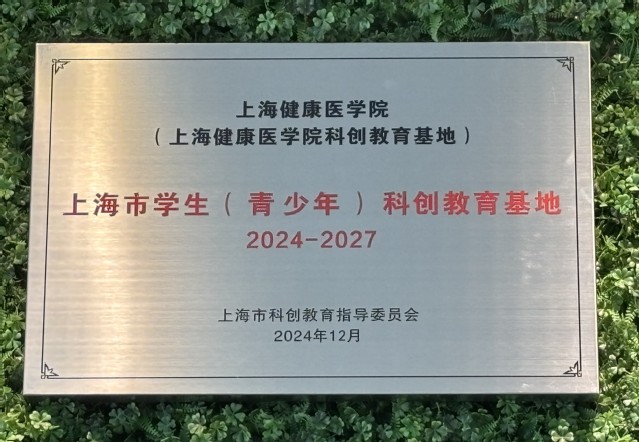 上海健康医学院
（上海健康医学院科创教育基地）
上海市学生（青少年）科创教育基地
2024-2027
上海市科创教育指导委员会
2024年12月